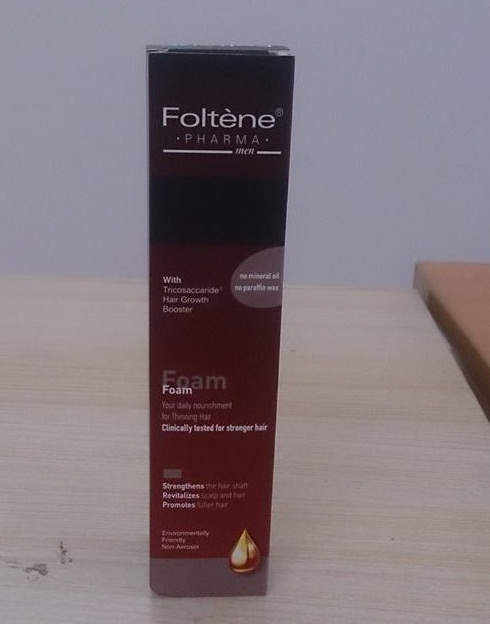 Foltène®
·PHARMA·
men
With
Tricosaccaride®
Hair Growth
Booster
no mineral oil
no paraffin wax
Foam
Foam
Your daily nourishment
for Thinning Hair
Clinically tested for stronger hair
Strengthens the hair shaft
Revitalizes scalp and hair
Promotes fuller hair
Environmentally
Friendly
Non-Aerosol